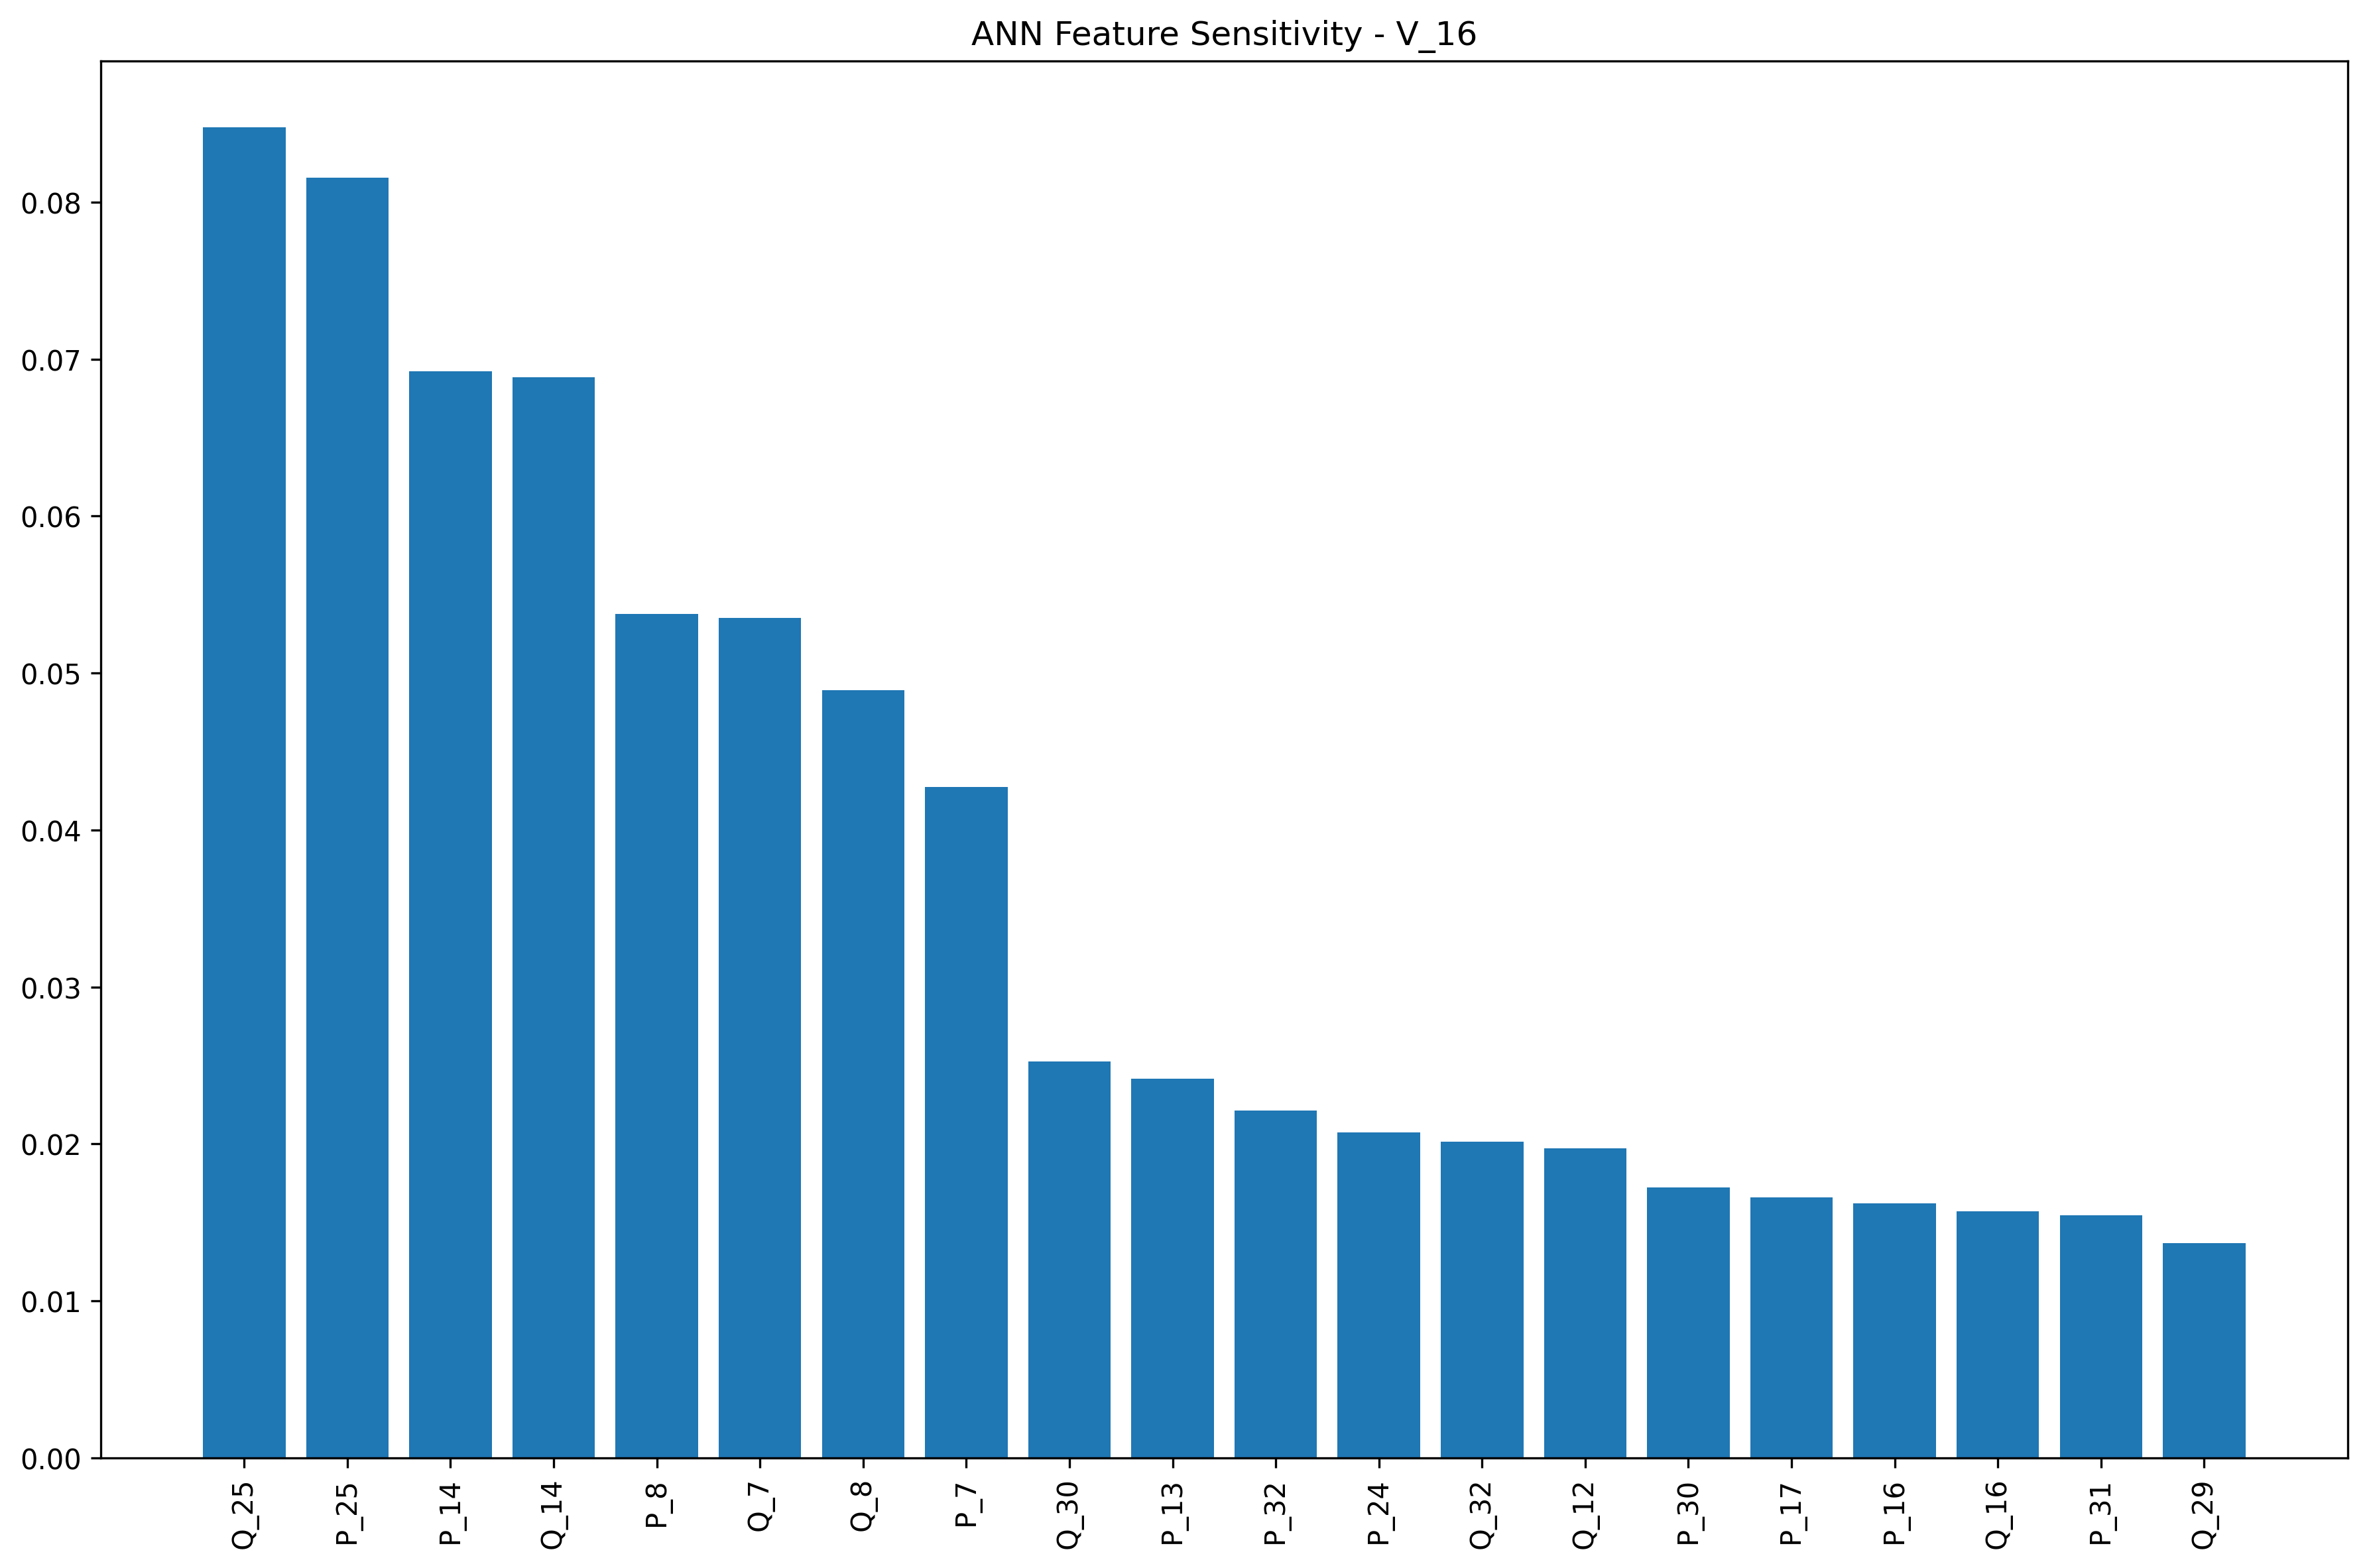 ANN Feature Sensitivity - V_16
0.08
0.07
0.06
0.05
0.04
0.03
0.02
0.01
0.00
Q_25
P_25
P_14
Q_14
P_8
Q_7
Q_8
P_7
Q_30
P_13
P_32
P_24
Q_32
Q_12
P_30
P_17
P_16
Q_16
P_31
Q_29